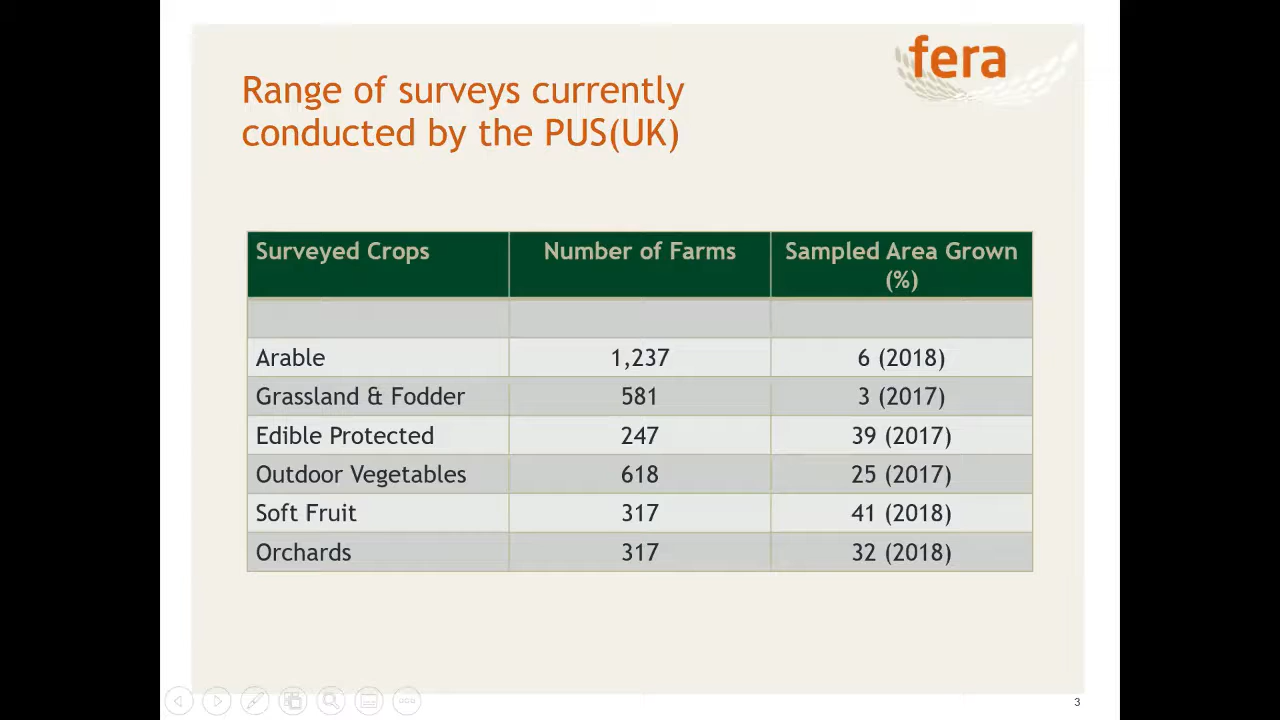 fera
Range of surveys currently
conducted by the PUS(UK)
Surveyed Crops Number of Farms Sampled Area Grown
(%)
Arable 1,237 6 (2018)
Grassland & Fodder 581 3 (2017)
Edible Protected 247 39 (2017)
Outdoor Vegetables 618 25 (2017)
Soft Fruit 317 41 (2018)
Orchards 317 32 (2018)
3